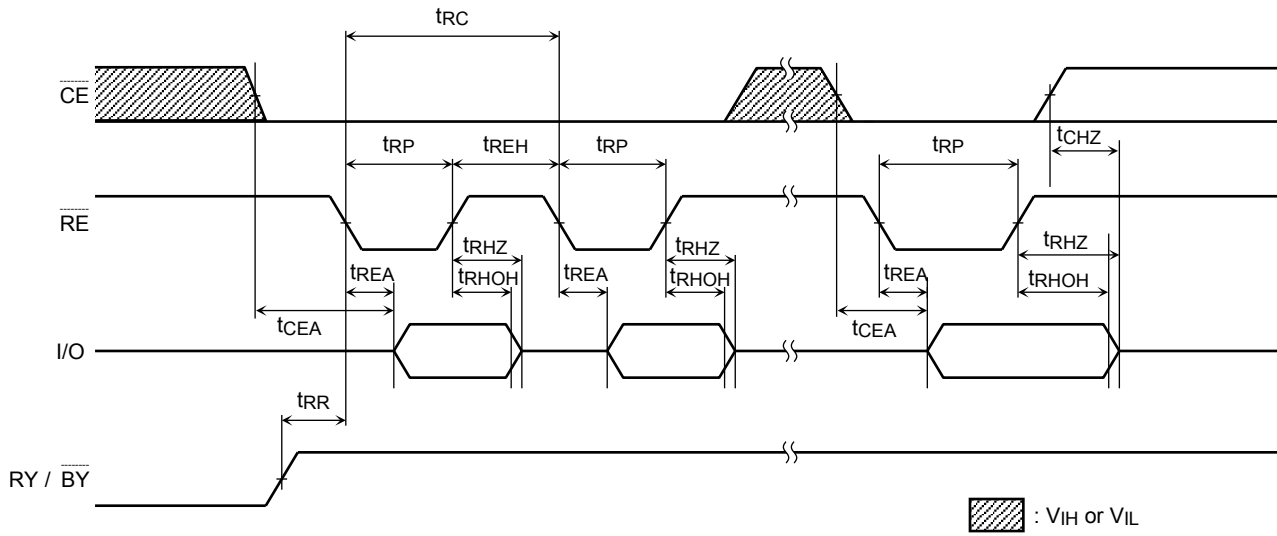 tRC
CE
tRP
tREH
tRP
tRP
tCHZ
RE
tREA
tRHZ
tRHOH
tREA
tRHZ
tRHOH
tREA
tRHZ
tRHOH
tCEA
tCEA
I/O
tRR
RY / BY
: VIH or VIL